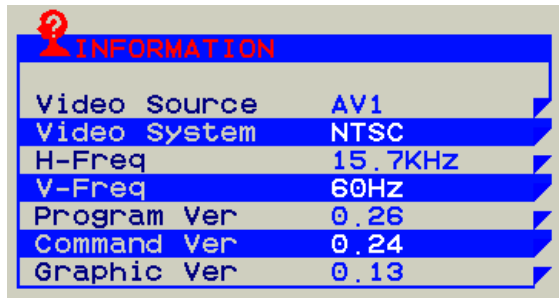 INFORMATION
Video Source AV1
Video System NTSC
H-Freq 15.7KHz
V-Freq 60Hz
Program Ver 0.26
Command Ver 0.24
Graphic Ver 0.13